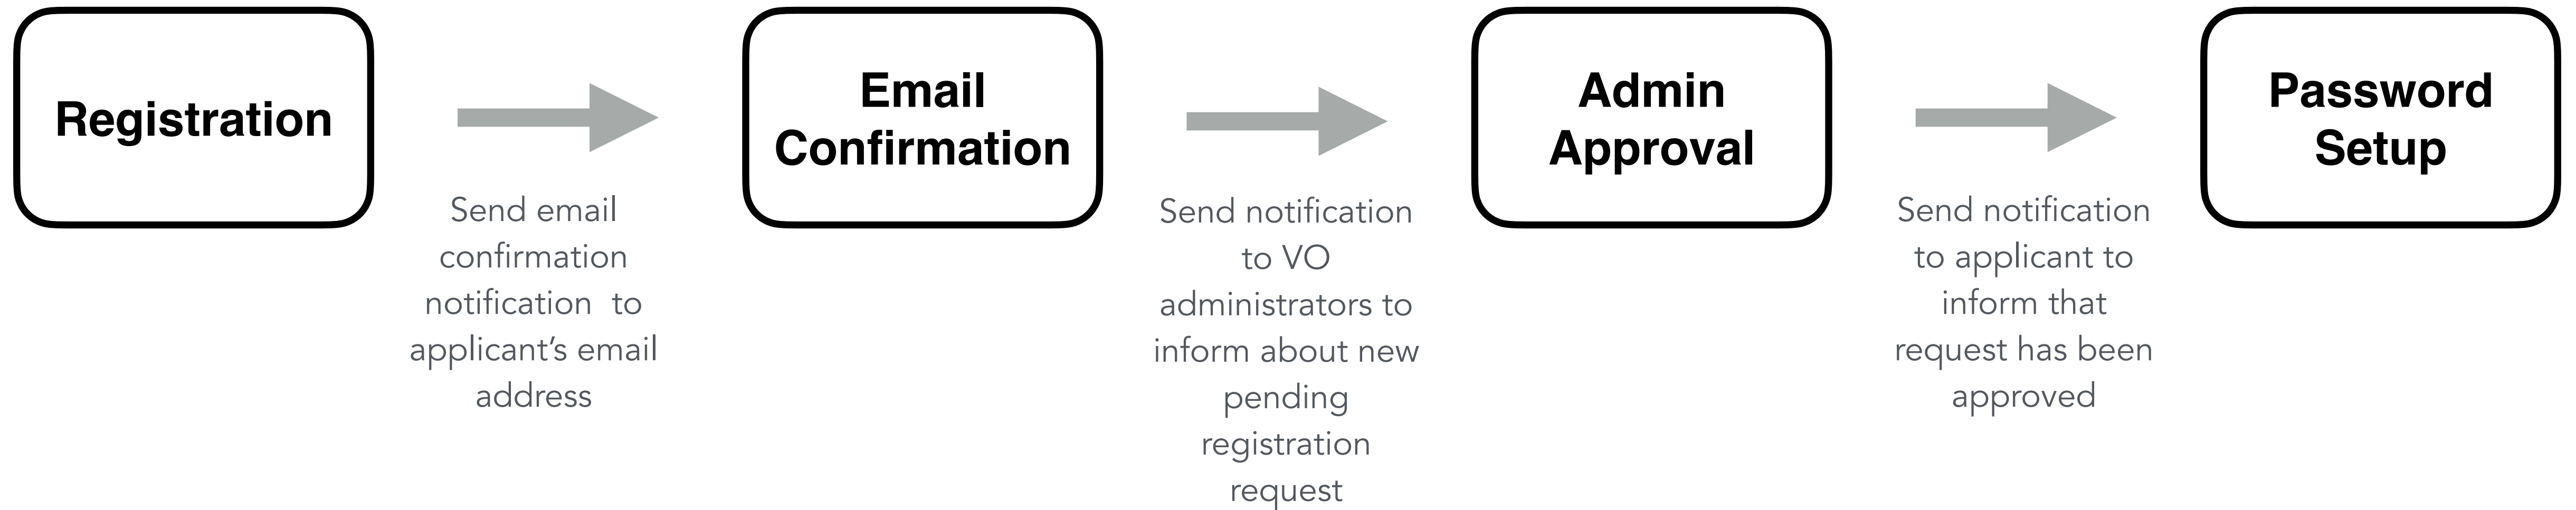 Registration
Send email
confirmation
notification  to
applicant’s email
address
Email
Confirmation
Send notification
to VO
administrators to
inform about new
pending
registration
request
Admin
Approval
Send notification
to applicant to
inform that
request has been
approved
Password
Setup